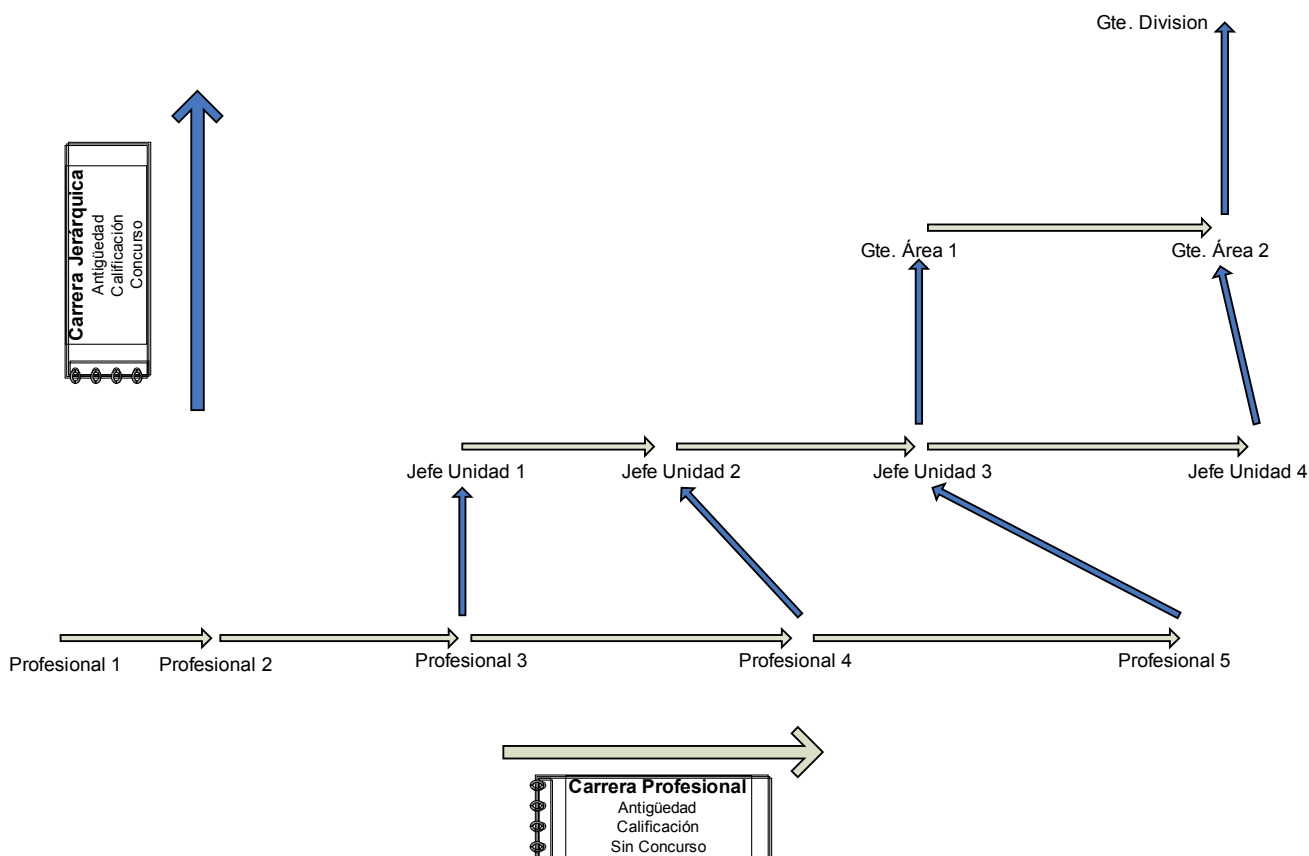 Gte. Division
Carrera Jerárquica
Antigüedad
Calificación
Concurso
Gte. Área 1
Gte. Área 2
Jefe Unidad 1
Jefe Unidad 2
Jefe Unidad 3
Jefe Unidad 4
Profesional 1
Profesional 2
Profesional 3
Profesional 4
Profesional 5
Carrera Profesional
Antigüedad
Calificación
Sin Concurso